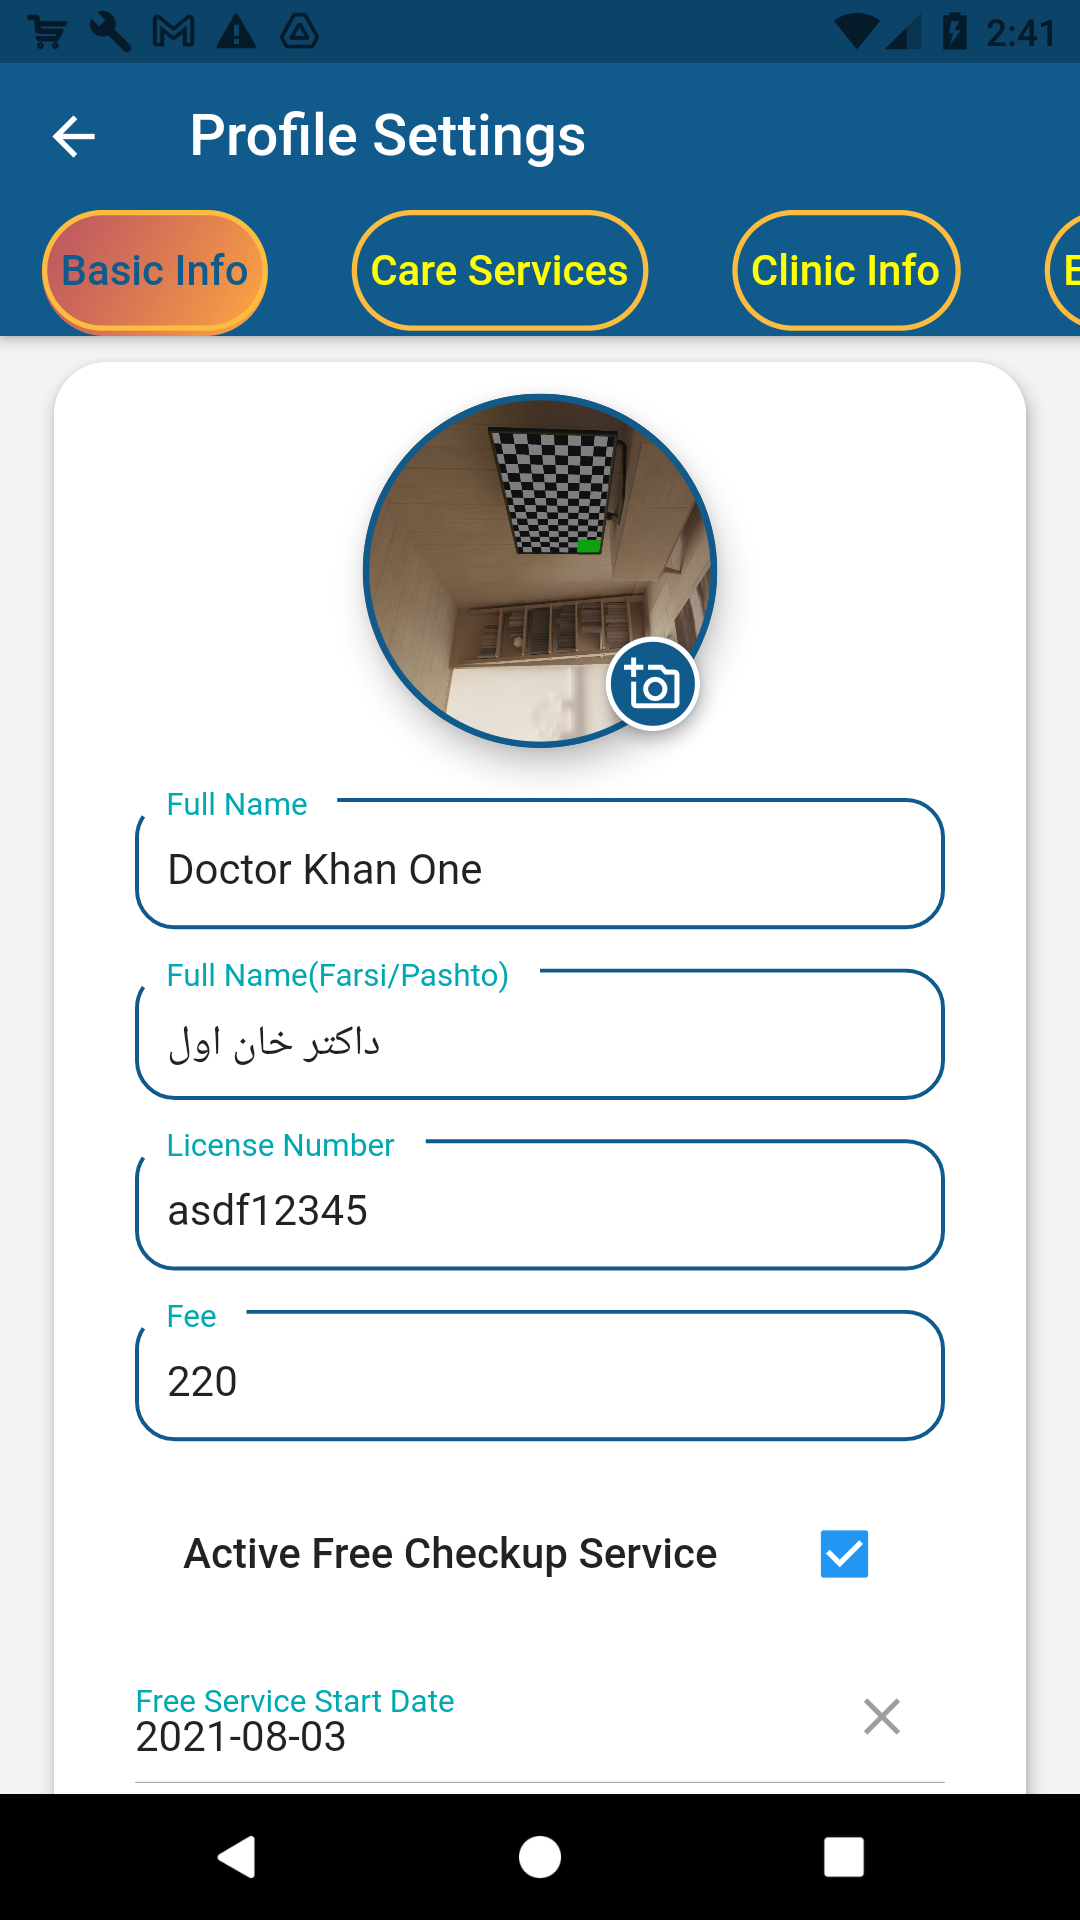 2:41
Profile Settings
Basic Info
Care Services
Clinic Info
Full Name
Doctor Khan One
Full Name(Farsi/Pashto)
داکتر خان اول
License Number
asdf12345
Fee
220
Active Free Checkup Service
Free Service Start Date
2021-08-03